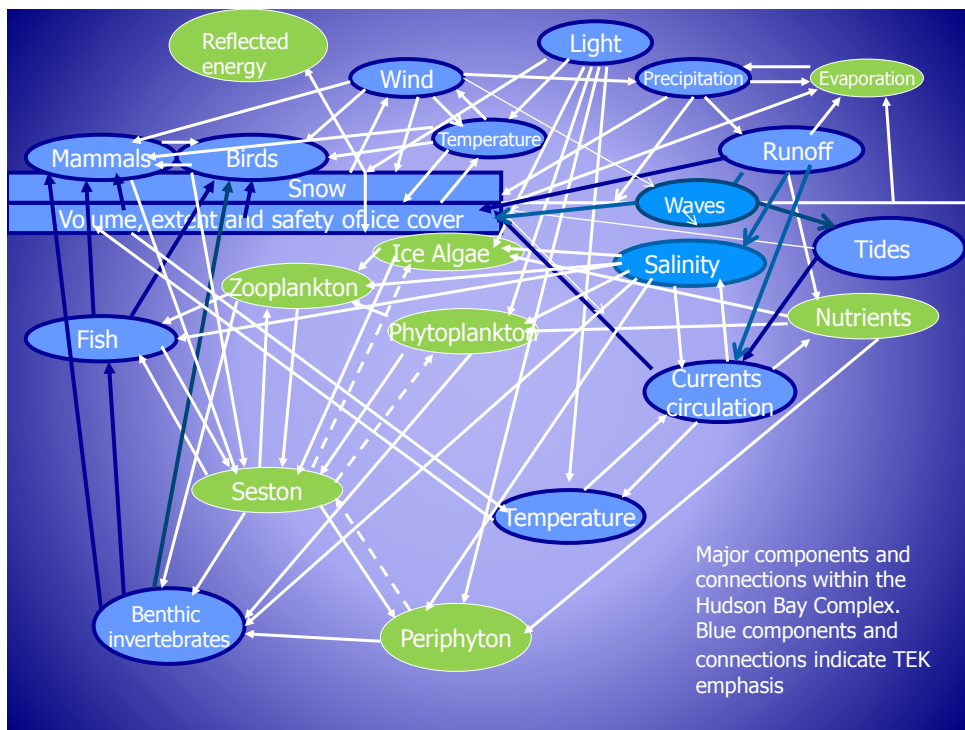 Reflected
energy
Light
Wind
Precipitation
Evaporation
Temperature
Mammals
Birds
Runoff
Snow
Waves
Volume, extent and safety of ice cover
Tides
Ice Algae
Salinity
Zooplankton
Phytoplankton
Nutrients
Fish
Currents
circulation
Seston
Temperature
Benthic
invertebrates
Periphyton
Major components and
connections within the
Hudson Bay Complex.
Blue components and
connections indicate TEK
emphasis